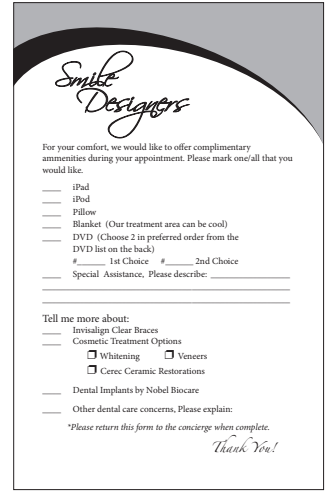 Smile
Designers
For your comfort, we would like to offer complimentary
ammenities during your appointment. Please mark one/all that you
would like.
____ iPad
____ iPod
____ Pillow
____ Blanket (Our treatment area can be cool)
____ DVD (Choose 2 in preferred order from the
DVD list on the back)
#______ 1st Choice #______ 2nd Choice
____ Special Assistance, Please describe: __________________
Tell me more about:
____ Invisalign Clear Braces
____ Cosmetic Treatment Options
❒ Whitening ❒ Veneers
❒ Cerec Ceramic Restorations
____ Dental Implants by Nobel Biocare
____ Other dental care concerns, Please explain:
*Please return this form to the concierge when complete.
Thank You!